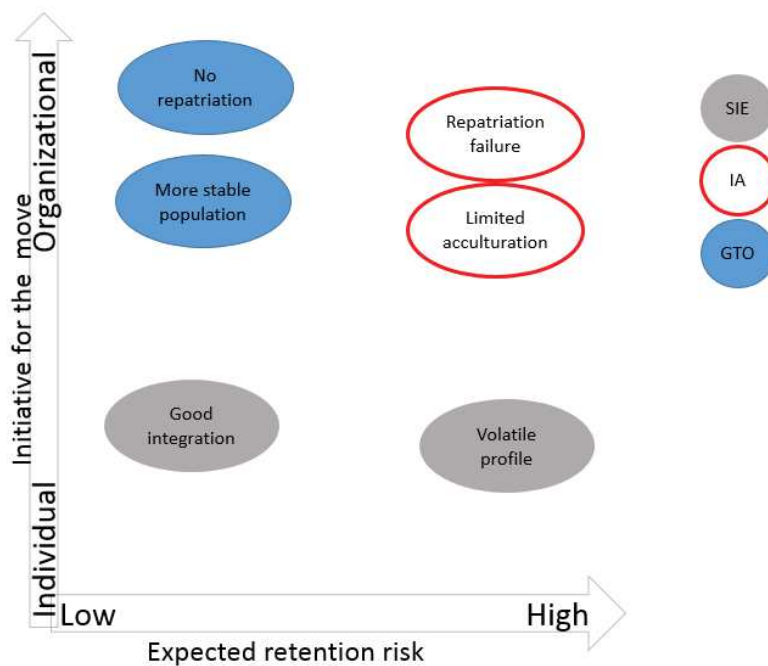 No
repatriation
More stable
population
Repatriation
failure
Limited
acculturation
SIE
IA
GTO
Good
integration
Volatile
profile
Initiative for the move
Organizational
Individual
Low
High
Expected retention risk